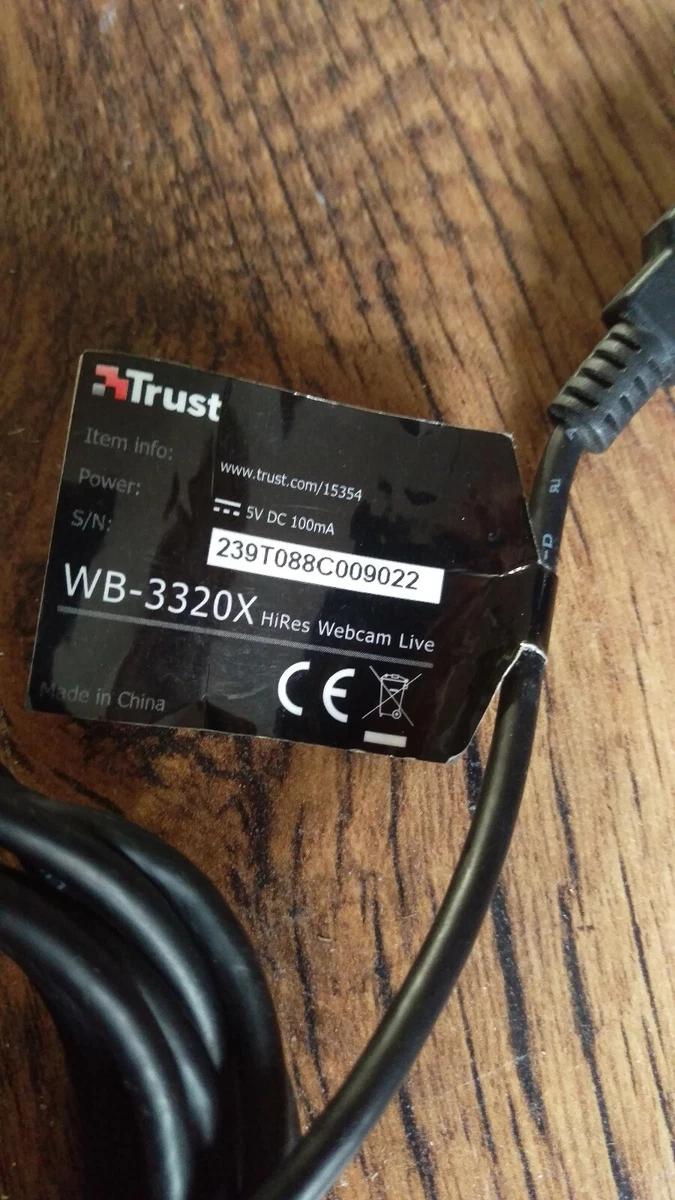 Trust
Item info: www.trust.com/15354
Power: 5V DC 100mA
S/N: 239T088C009022
WB-3320X HiRes Webcam Live
Made in China
CE